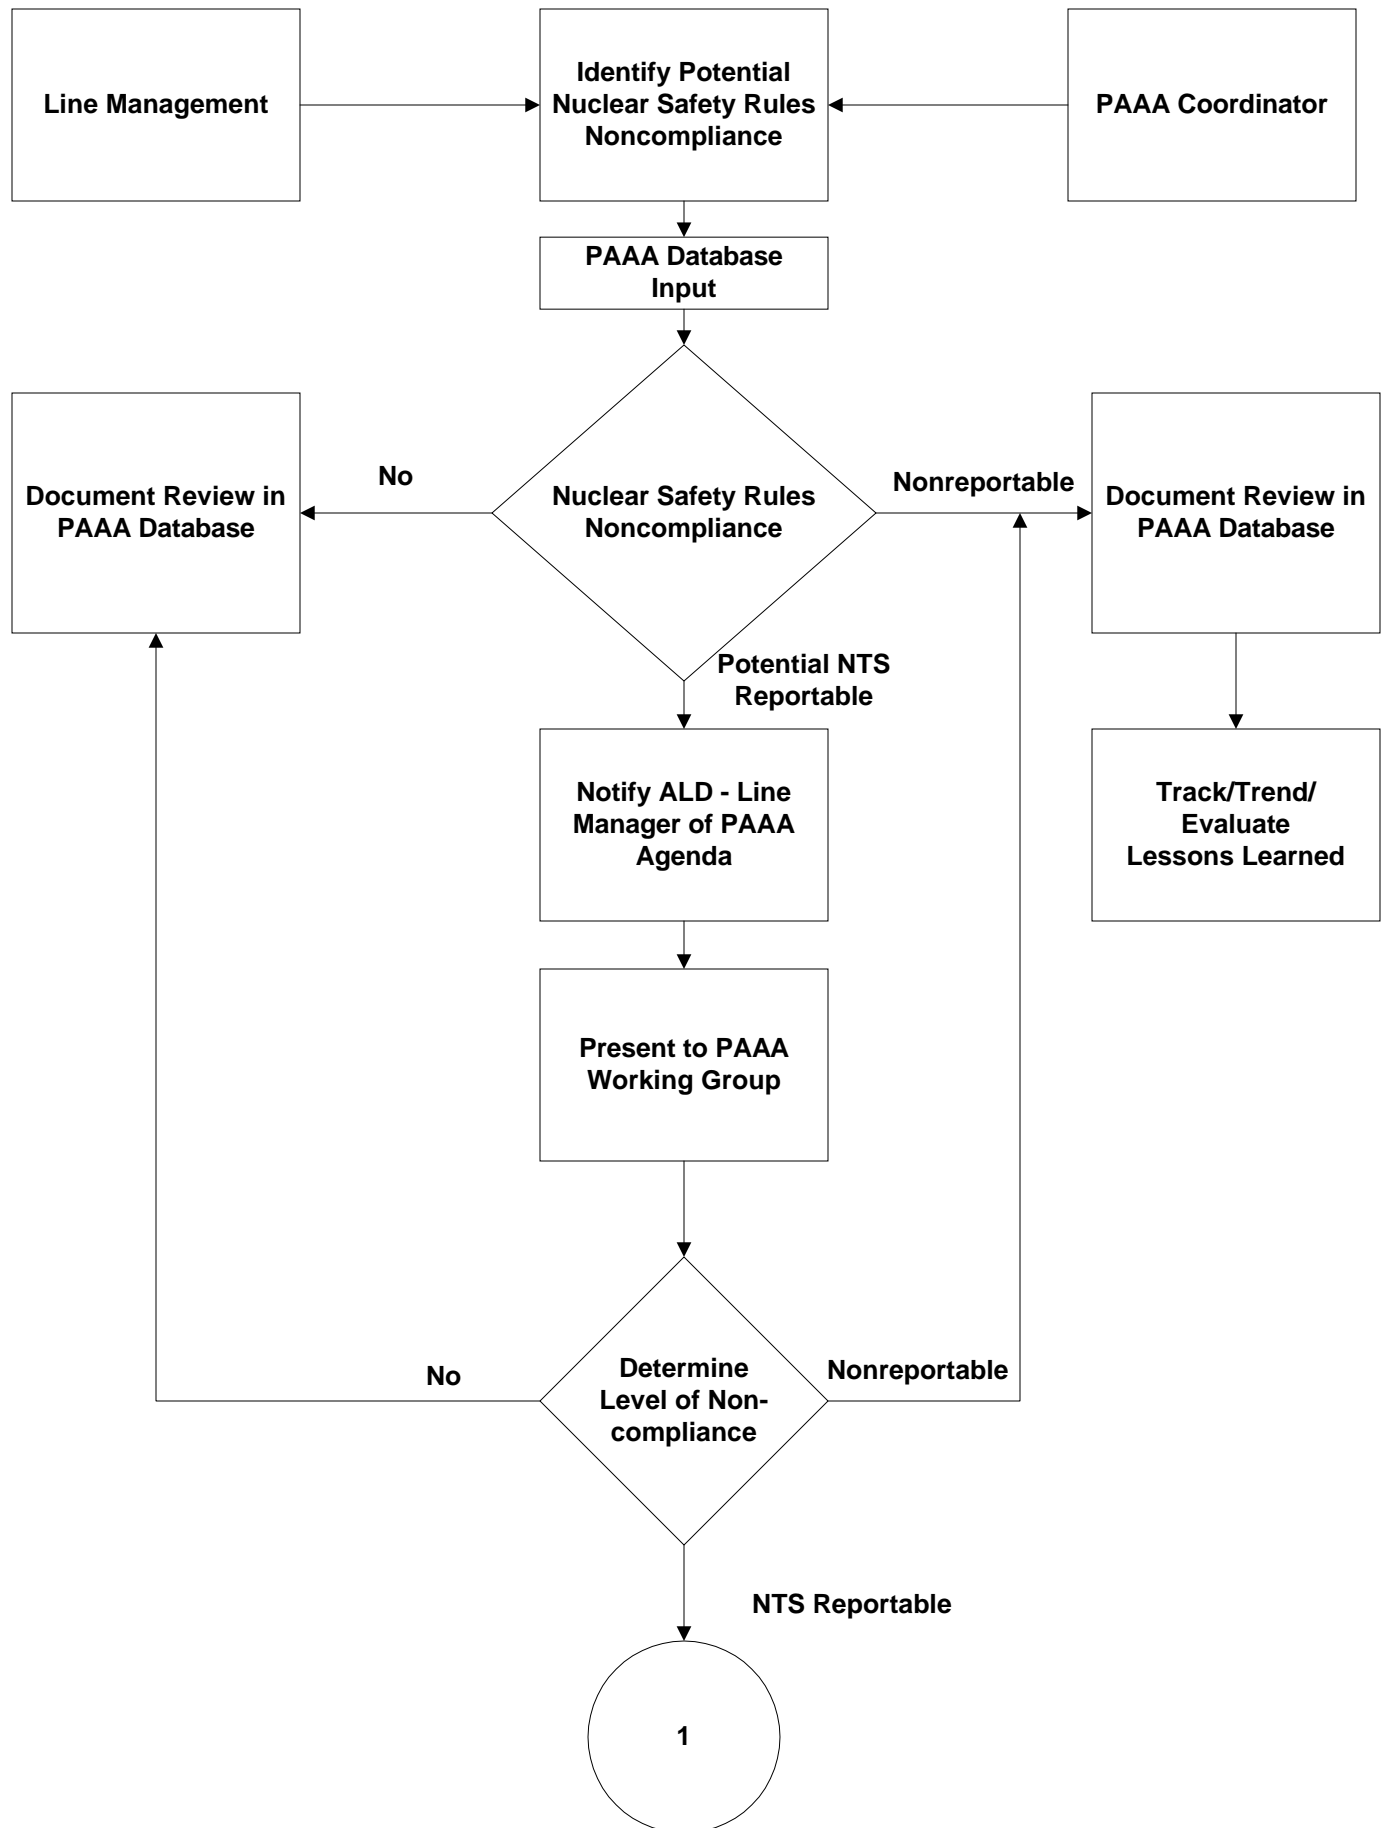 Line Management
Identify Potential
Nuclear Safety Rules
Noncompliance
PAAA Coordinator
PAAA Database
Input
No
Nonreportable
Document Review in
PAAA Database
Nuclear Safety Rules
Noncompliance
Document Review in
PAAA Database
Potential NTS
Reportable
Notify ALD - Line
Manager of PAAA
Agenda
Track/Trend/
Evaluate
Lessons Learned
Present to PAAA
Working Group
No
Determine
Level of Non-
compliance
Nonreportable
NTS Reportable
1